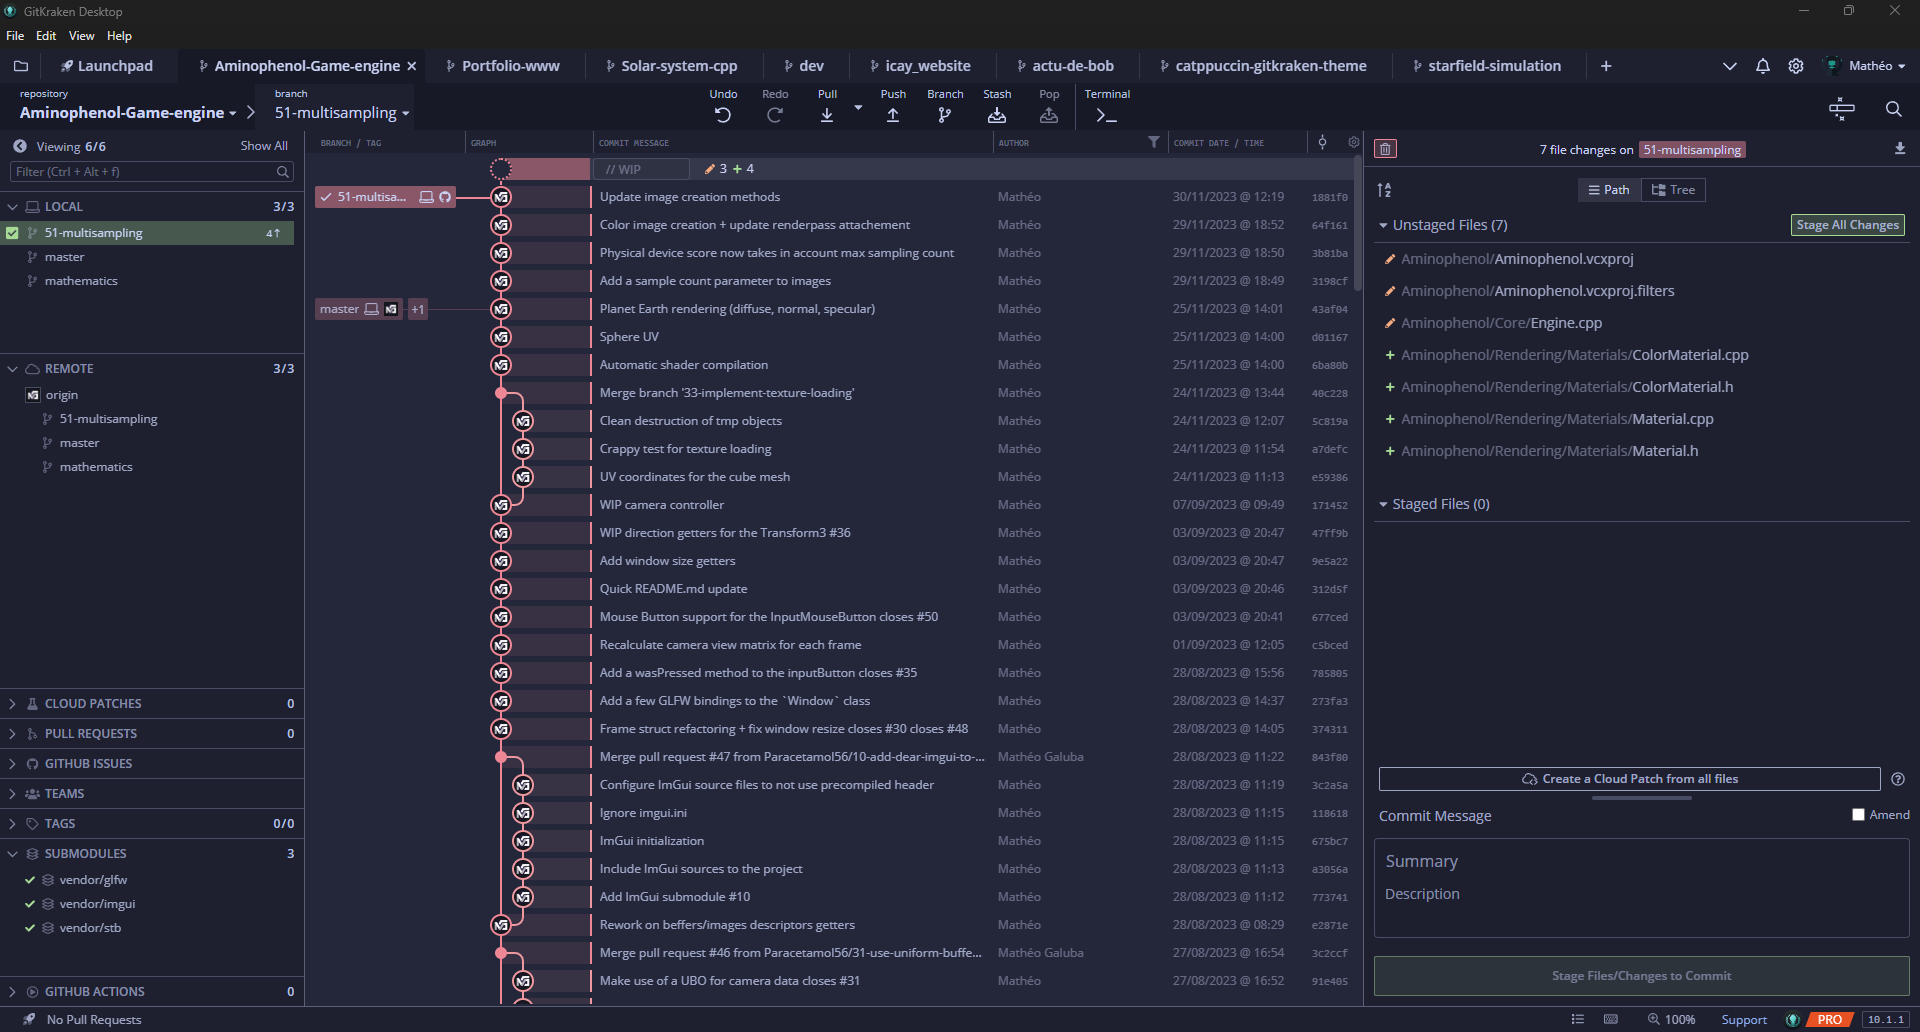 GitKraken Desktop
File Edit View Help
Launchpad Aminophenol-Game-engine Portfolio-www Solar-system-cpp dev icay_website actu-de-bob catppuccin-gitkraken-theme starfield-simulation Mathéo
repository branch
Aminophenol-Game-engine 51-multisampling
Undo Redo Pull Push Branch Stash Pop Terminal
Viewing 6/6 Show All
Filter (Ctrl + Alt + f)
LOCAL 3/3
51-multisampling 4
master
mathematics
REMOTE 3/3
origin
51-multisampling
master
mathematics
CLOUD PATCHES 0
PULL REQUESTS 0
GITHUB ISSUES
TEAMS
TAGS 0/0
SUBMODULES 3
vendor/glfw
vendor/imgui
vendor/stb
GITHUB ACTIONS 0
BRANCH / TAG GRAPH COMMIT MESSAGE AUTHOR COMMIT DATE / TIME
// WIP 3 + 4
51-multisa... Update image creation methods Mathéo 30/11/2023 @ 12:19 1881f0
Color image creation + update renderpass attachement Mathéo 29/11/2023 @ 18:52 64f161
Physical device score now takes in account max sampling count Mathéo 29/11/2023 @ 18:50 3b81ba
Add a sample count parameter to images Mathéo 29/11/2023 @ 18:49 3198cf
master +1 Planet Earth rendering (diffuse, normal, specular) Mathéo 25/11/2023 @ 14:01 43af04
Sphere UV Mathéo 25/11/2023 @ 14:00 d01167
Automatic shader compilation Mathéo 25/11/2023 @ 14:00 6ba80b
Merge branch '33-implement-texture-loading' Mathéo 24/11/2023 @ 13:44 40c228
Clean destruction of tmp objects Mathéo 24/11/2023 @ 12:07 5c819a
Crappy test for texture loading Mathéo 24/11/2023 @ 11:54 a7defc
UV coordinates for the cube mesh Mathéo 24/11/2023 @ 11:13 e59386
WIP camera controller Mathéo 07/09/2023 @ 09:49 171452
WIP direction getters for the Transform3 #36 Mathéo 03/09/2023 @ 20:47 47ff9b
Add window size getters Mathéo 03/09/2023 @ 20:47 9e5a22
Quick README.md update Mathéo 03/09/2023 @ 20:46 312d5f
Mouse Button support for the InputMouseButton closes #50 Mathéo 03/09/2023 @ 20:41 677ced
Recalculate camera view matrix for each frame Mathéo 01/09/2023 @ 12:05 c5bced
Add a wasPressed method to the inputButton closes #35 Mathéo 28/08/2023 @ 15:56 785805
Add a few GLFW bindings to the `Window` class Mathéo 28/08/2023 @ 14:37 273fa3
Frame struct refactoring + fix window resize closes #30 closes #48 Mathéo 28/08/2023 @ 14:05 374311
Merge pull request #47 from Paracetamol56/10-add-dear-imgui-to-... Mathéo Galuba 28/08/2023 @ 11:22 843f80
Configure ImGui source files to not use precompiled header Mathéo 28/08/2023 @ 11:19 3c2a5a
Ignore imgui.ini Mathéo 28/08/2023 @ 11:15 118618
ImGui initialization Mathéo 28/08/2023 @ 11:15 675bc7
Include ImGui sources to the project Mathéo 28/08/2023 @ 11:13 a3056a
Add ImGui submodule #10 Mathéo 28/08/2023 @ 11:12 773741
Rework on beffers/images descriptors getters Mathéo 28/08/2023 @ 08:29 e2871e
Merge pull request #46 from Paracetamol56/31-use-uniform-buffe... Mathéo Galuba 27/08/2023 @ 16:54 3c2ccf
Make use of a UBO for camera data closes #31 Mathéo 27/08/2023 @ 16:52 91e405
7 file changes on 51-multisampling
Path Tree
Unstaged Files (7) Stage All Changes
Aminophenol/Aminophenol.vcxproj
Aminophenol/Aminophenol.vcxproj.filters
Aminophenol/Core/Engine.cpp
+ Aminophenol/Rendering/Materials/ColorMaterial.cpp
+ Aminophenol/Rendering/Materials/ColorMaterial.h
+ Aminophenol/Rendering/Materials/Material.cpp
+ Aminophenol/Rendering/Materials/Material.h
Staged Files (0)
Create a Cloud Patch from all files
Commit Message Amend
Summary
Description
Stage Files/Changes to Commit
No Pull Requests 100% Support PRO 10.1.1